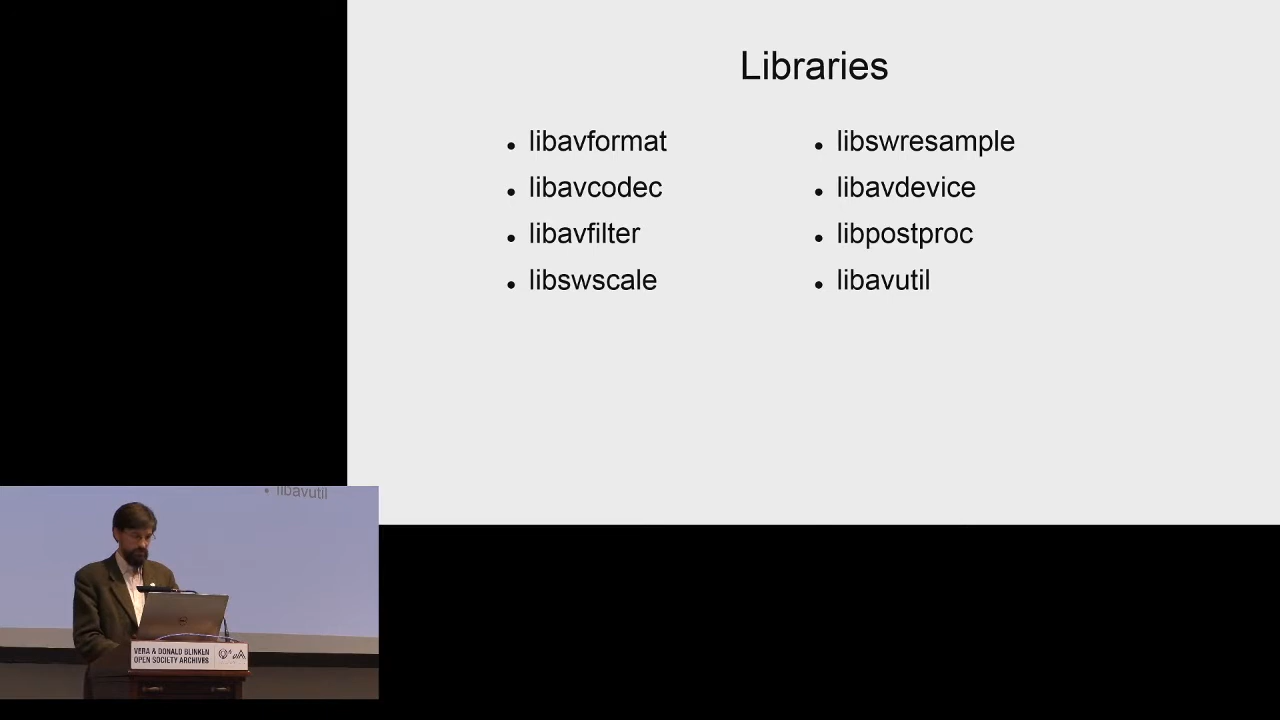 Libraries
• libavformat
• libavcodec
• libavfilter
• libswscale
• libswresample
• libavdevice
• libpostproc
• libavutil
• libavutil
VERA & DONALD BLINKEN
OPEN SOCIETY ARCHIVES